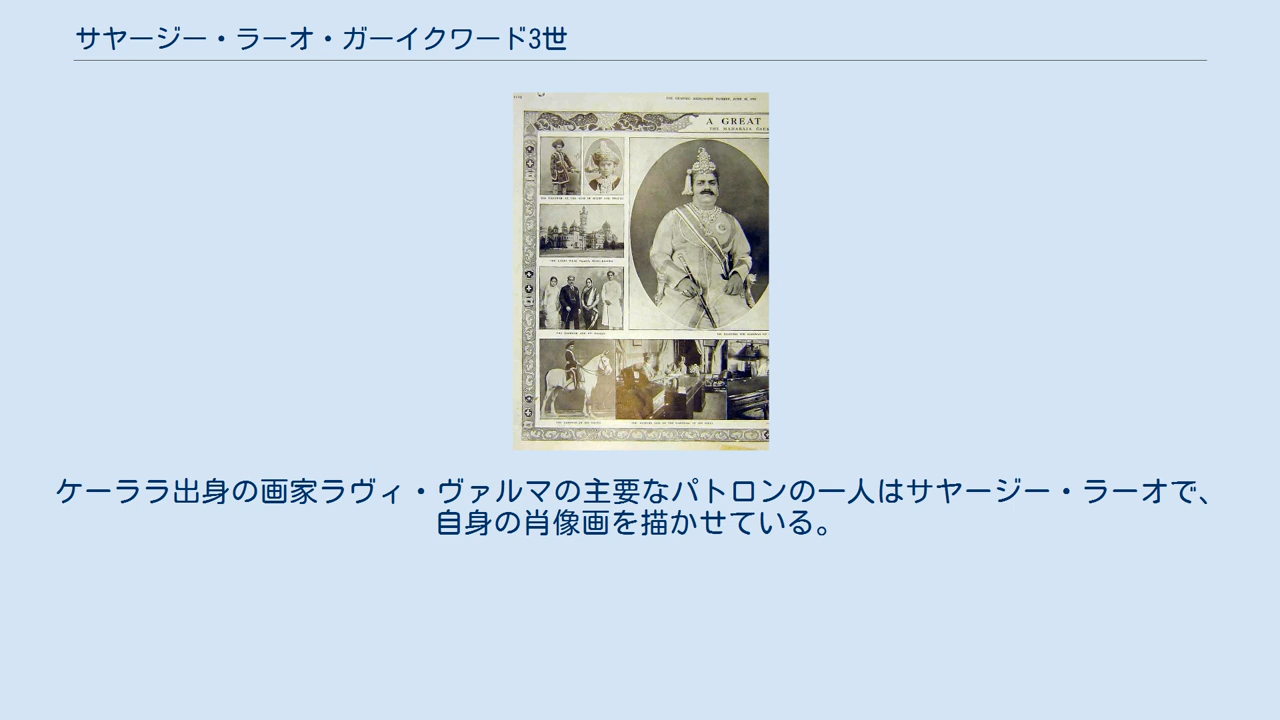 サヤージー・ラーオ・ガーイクワード3世
A GREAT
ケーララ出身の画家ラヴィ・ヴァルマの主要なパトロンの一人はサヤージー・ラーオで、
自身の肖像画を描かせている。